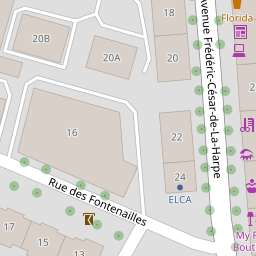 Florida
Avenue Frédéric-César-de-La-Harpe
20B
20A
20
16
22
24
ELCA
Rue des Fontenailles
17
15
13
My
Bout